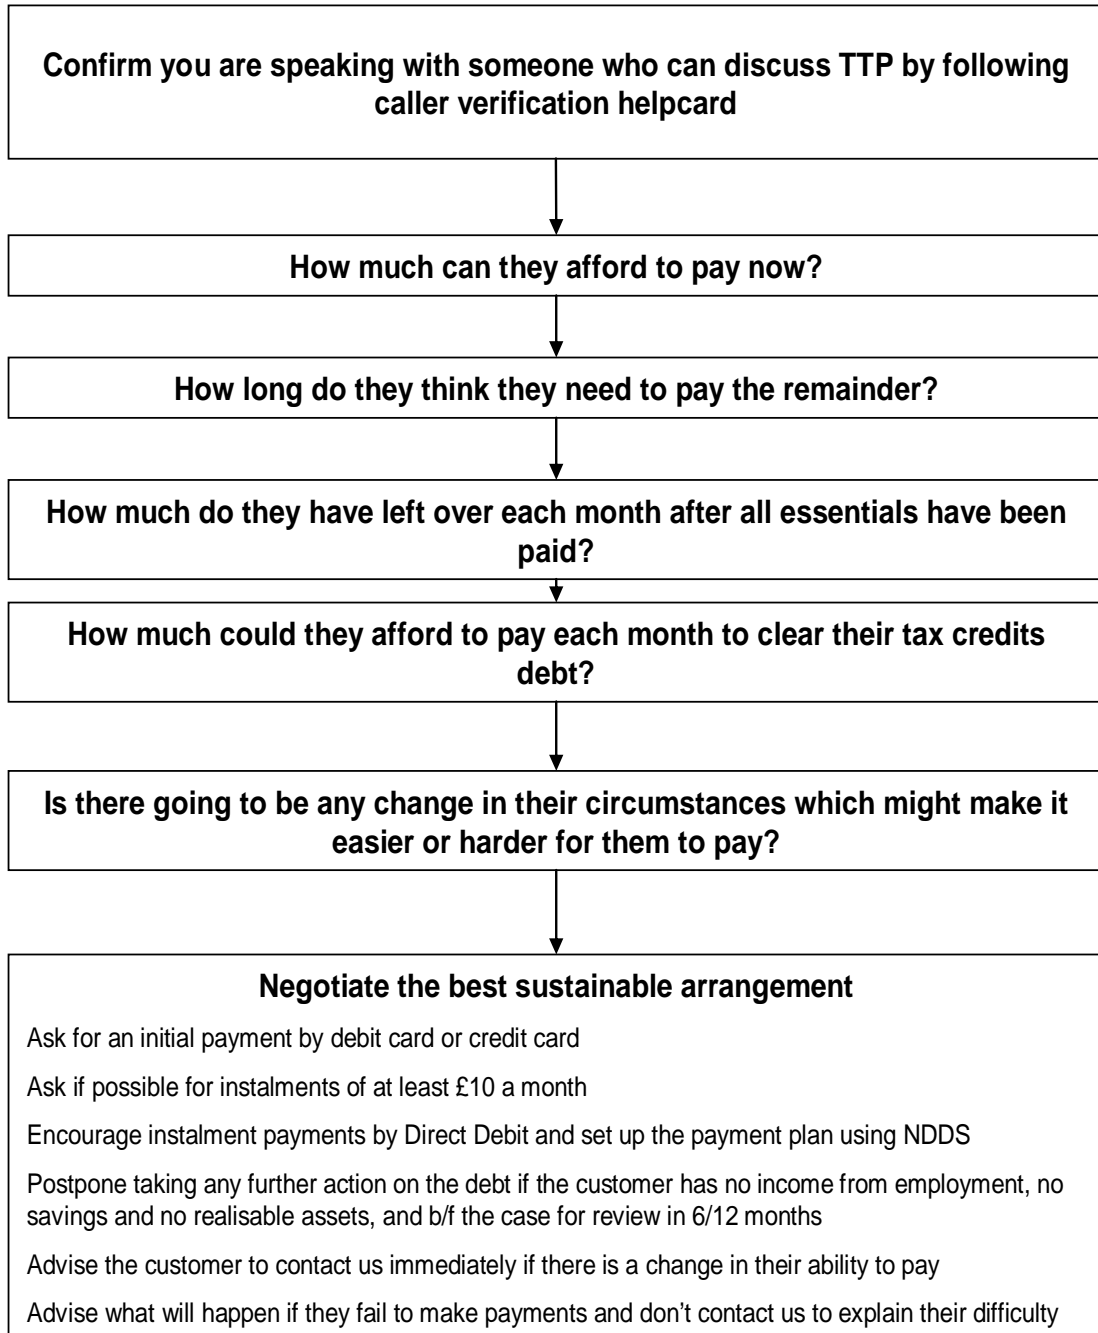 Confirm you are speaking with someone who can discuss TTP by following
caller verification helpcard
How much can they afford to pay now?
How long do they think they need to pay the remainder?
How much do they have left over each month after all essentials have been
paid?
How much could they afford to pay each month to clear their tax credits
debt?
Is there going to be any change in their circumstances which might make it
easier or harder for them to pay?
Negotiate the best sustainable arrangement
Ask for an initial payment by debit card or credit card
Ask if possible for instalments of at least £10 a month
Encourage instalment payments by Direct Debit and set up the payment plan using NDDS
Postpone taking any further action on the debt if the customer has no income from employment, no
savings and no realisable assets, and b/f the case for review in 6/12 months
Advise the customer to contact us immediately if there is a change in their ability to pay
Advise what will happen if they fail to make payments and don’t contact us to explain their difficulty